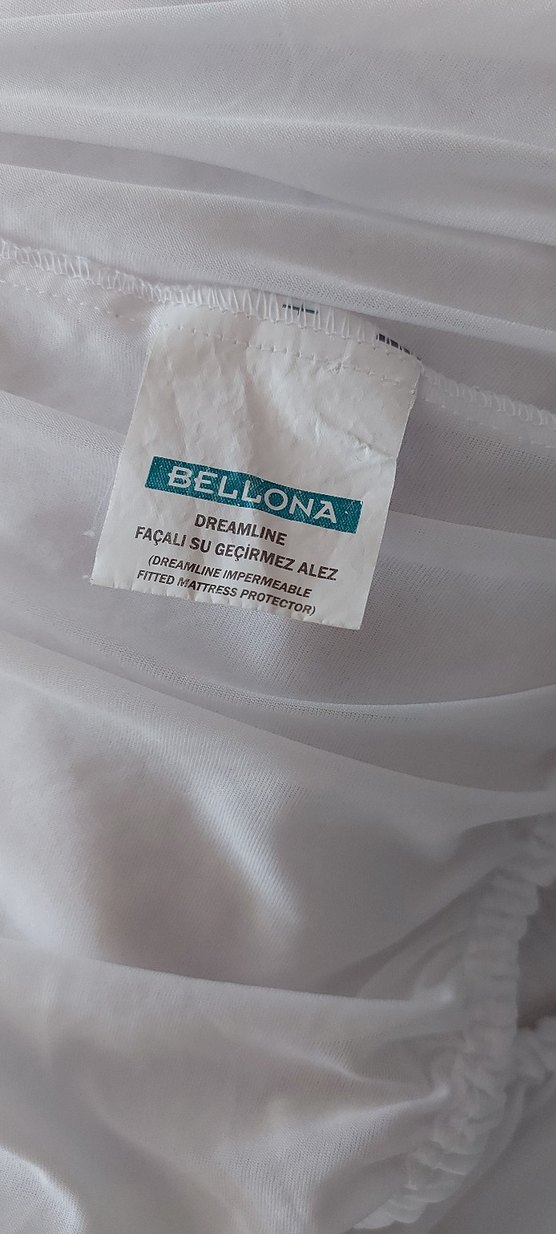 BELLONA
DREAMLINE
FAÇALI SU GEÇİRMEZ ALEZ
(DREAMLINE IMPERMEABLE
FITTED MATTRESS PROTECTOR)